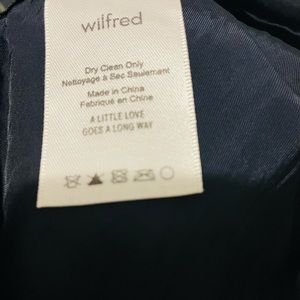 wilfred
Dry Clean Only
Nettoyage à Sec Seulement
Made in China
Fabriqué en Chine
A LITTLE LOVE
GOES A LONG WAY